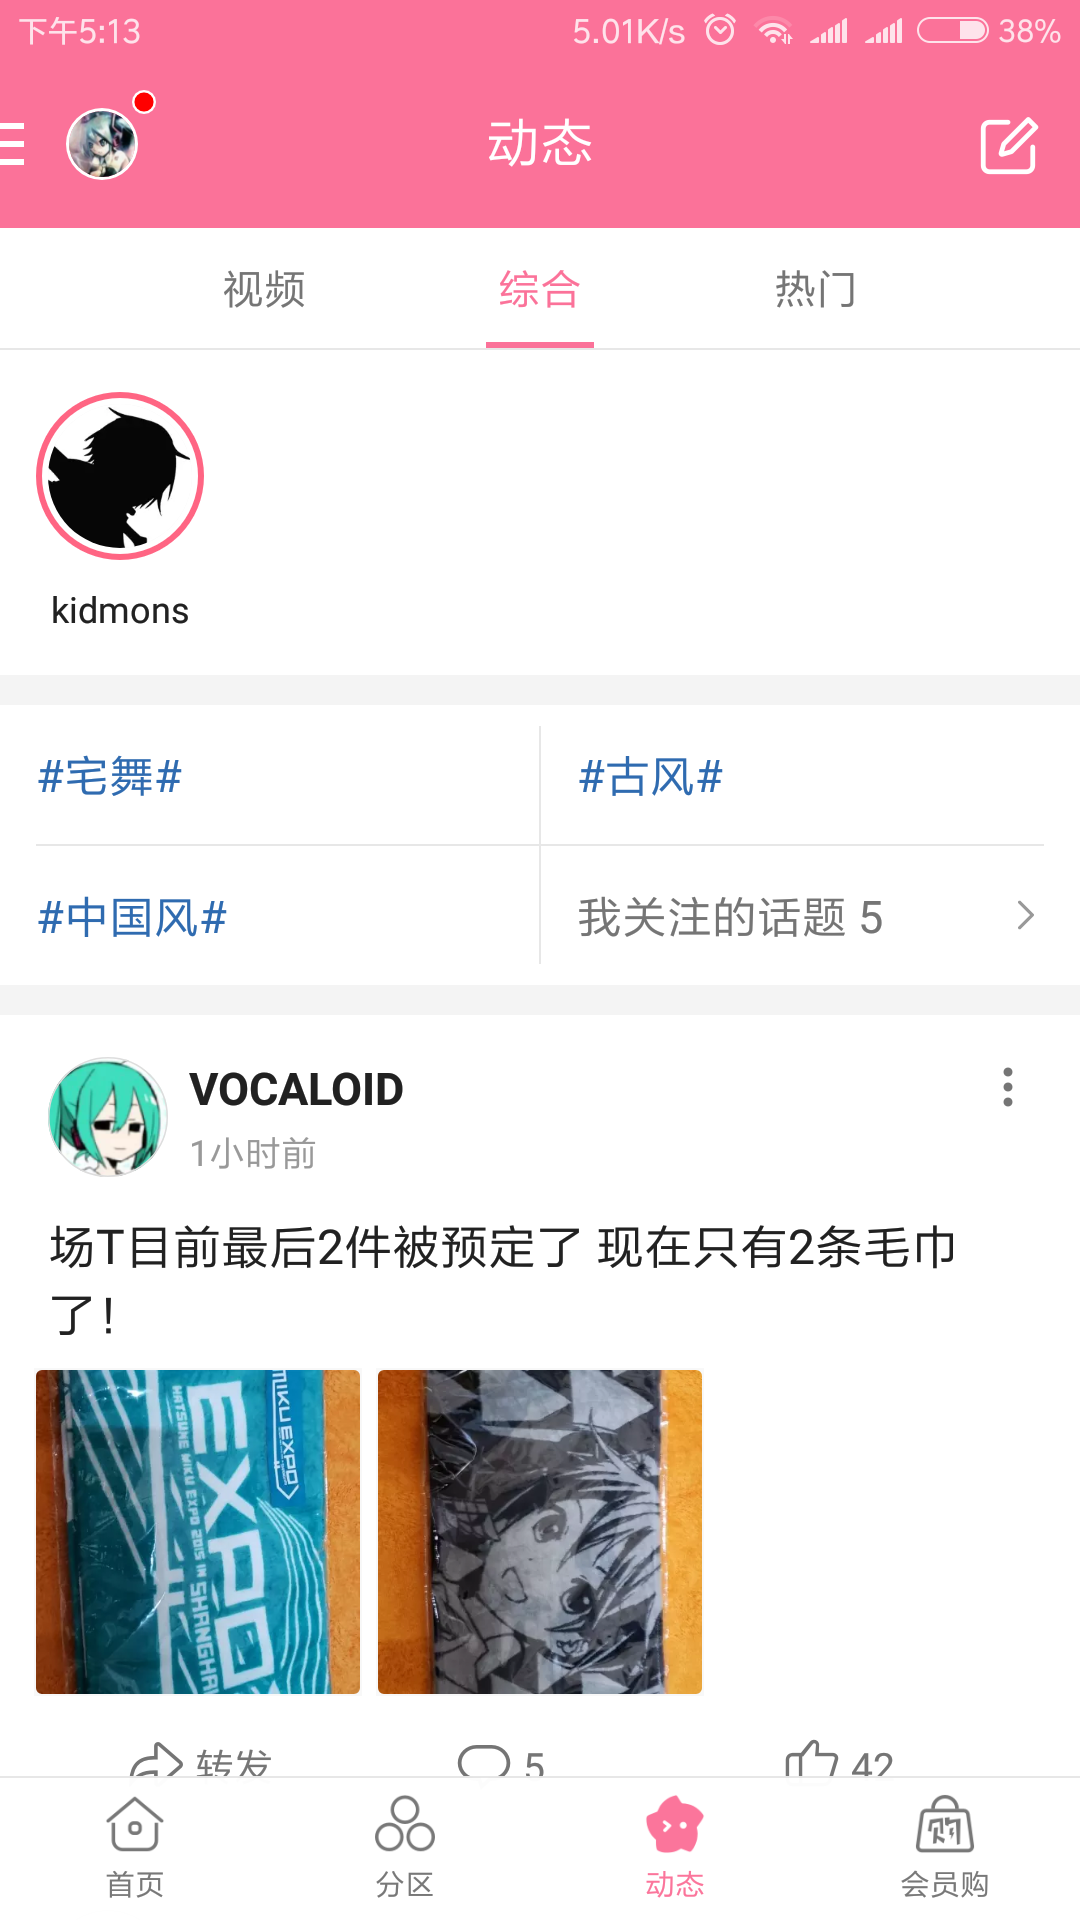 下午5:13
5.01K/s
38%
动态
视频
综合
热门
kidmons
#宅舞#
#古风#
#中国风#
我关注的话题 5
VOCALOID
1小时前
场T目前最后2件被预定了 现在只有2条毛巾
了!
MIKU EXPO
EXPO
HATSUNE MIKU EXPO 2015 IN SHANGHA
转发
5
42
购
首页
分区
动态
会员购